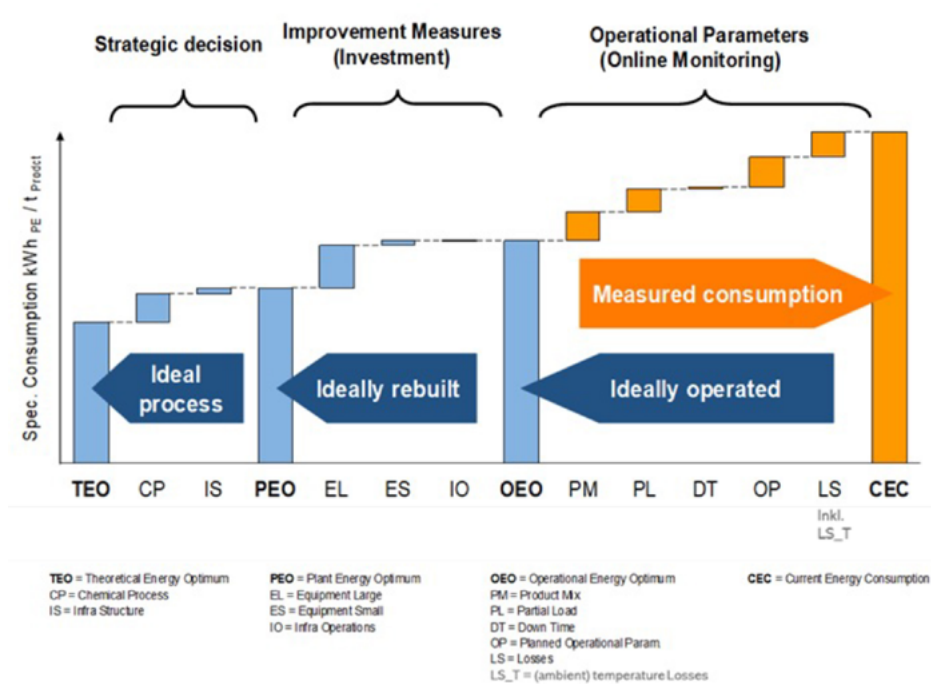 Strategic decision
Improvement Measures
(Investment)
Operational Parameters
(Online Monitoring)
Spec. Consumption kWh PE / t Prodct
Measured consumption
Ideal
process
Ideally rebuilt
Ideally operated
TEO CP IS PEO EL ES IO OEO PM PL DT OP LS CEC
Inkl.
LS_T
TEO = Theoretical Energy Optimum
CP = Chemical Process
IS = Infra Structure
PEO = Plant Energy Optimum
EL = Equipment Large
ES = Equipment Small
IO = Infra Operations
OEO = Operational Energy Optimum
PM = Product Mix
PL = Partial Load
DT = Down Time
OP = Planned Operational Param.
LS = Losses
LS_T = (ambient) temperature Losses
CEC = Current Energy Consumption